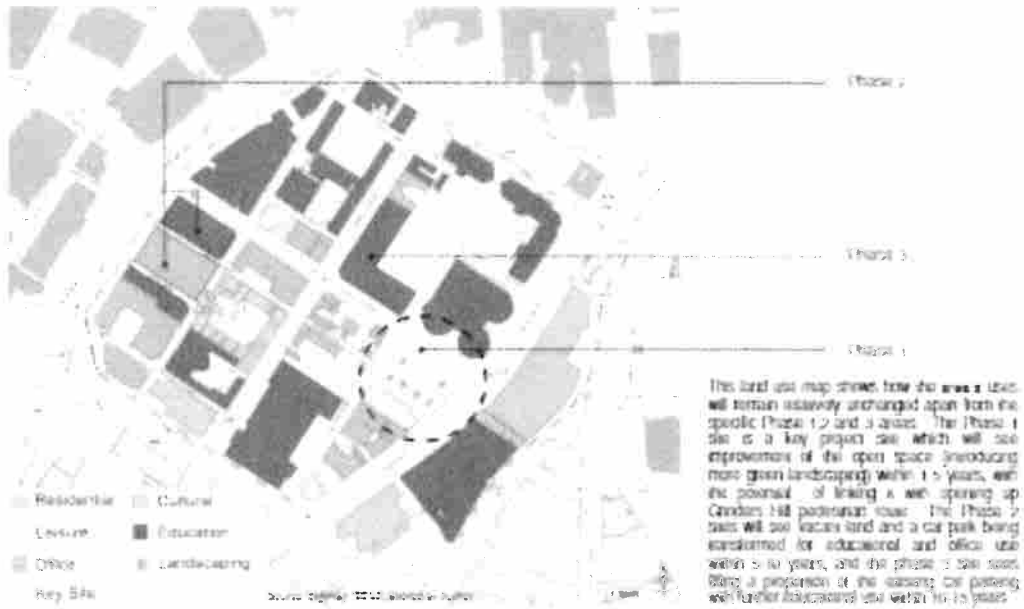 Phase 2
Phase 3
Phase 1
This land use map shows how the area's uses
will remain relatively unchanged apart from the
specific Phase 1,2 and 3 areas. The Phase 1
site is a key project site which will see
improvement of the open space (introducing
more green landscaping) within 1-5 years, with
the potential of linking with opening up
Hill pedestrian route. The Phase 2
sites will see vacant land and a car park being
transformed for educational and office use
within 5-10 years, and the phase 3 site sees
a proportion of the existing car parking
with further educational use within 10-15 years
Residential
Cultural
Leisure
Education
Office
Landscaping
Key Site